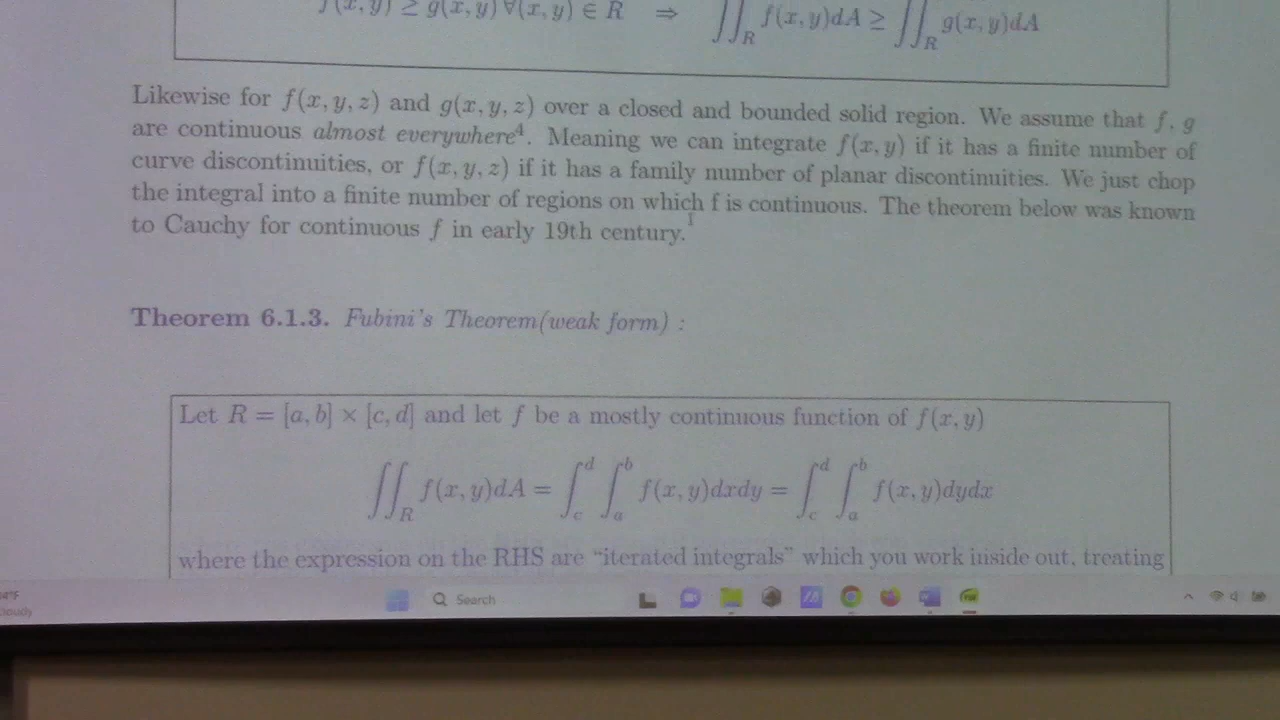 f(x, y) ≥ g(x, y) ∀(x, y) ∈ R ⇒ ∬_R f(x, y)dA ≥ ∬_R g(x, y)dA
Likewise for f(x, y, z) and g(x, y, z) over a closed and bounded solid region. We assume that f, g
are continuous almost everywhere⁴. Meaning we can integrate f(x, y) if it has a finite number of
curve discontinuities, or f(x, y, z) if it has a family number of planar discontinuities. We just chop
the integral into a finite number of regions on which f is continuous. The theorem below was known
to Cauchy for continuous f in early 19th century.
Theorem 6.1.3. Fubini's Theorem(weak form) :
Let R = [a, b] × [c, d] and let f be a mostly continuous function of f(x, y)
∬_R f(x, y)dA = ∫_c^d ∫_a^b f(x, y)dxdy = ∫_c^d ∫_a^b f(x, y)dydx
where the expression on the RHS are “iterated integrals” which you work inside out, treating
Search